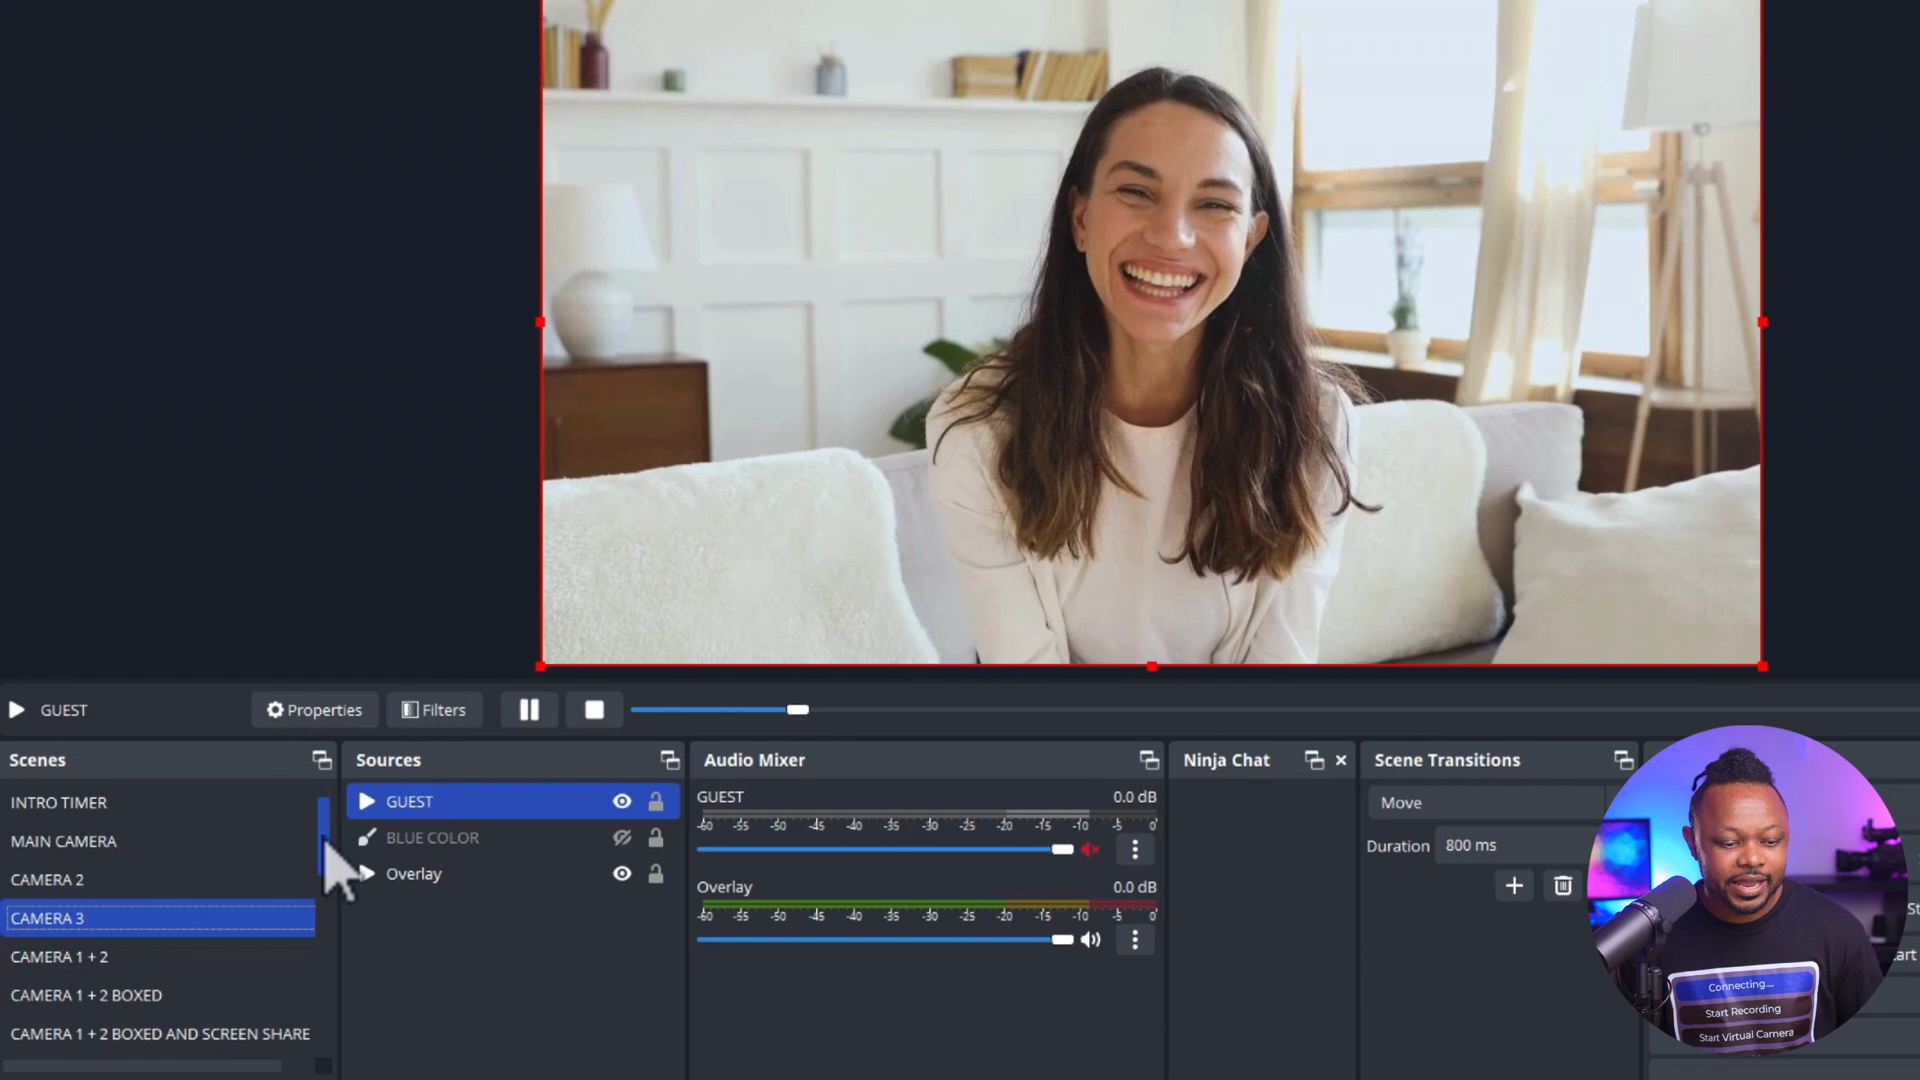 GUEST
Properties
Filters
Scenes
INTRO TIMER
MAIN CAMERA
CAMERA 2
CAMERA 3
CAMERA 1 + 2
CAMERA 1 + 2 BOXED
CAMERA 1 + 2 BOXED AND SCREEN SHARE
Sources
GUEST
BLUE COLOR
Overlay
Audio Mixer
GUEST 0.0 dB
-60 -55 -50 -45 -40 -35 -30 -25 -20 -15 -10 -5 0
Overlay 0.0 dB
-60 -55 -50 -45 -40 -35 -30 -25 -20 -15 -10 -5 0
Ninja Chat
Scene Transitions
Move
Duration 800 ms
St
art
Connecting....
Start Recording
Start Virtual Camera